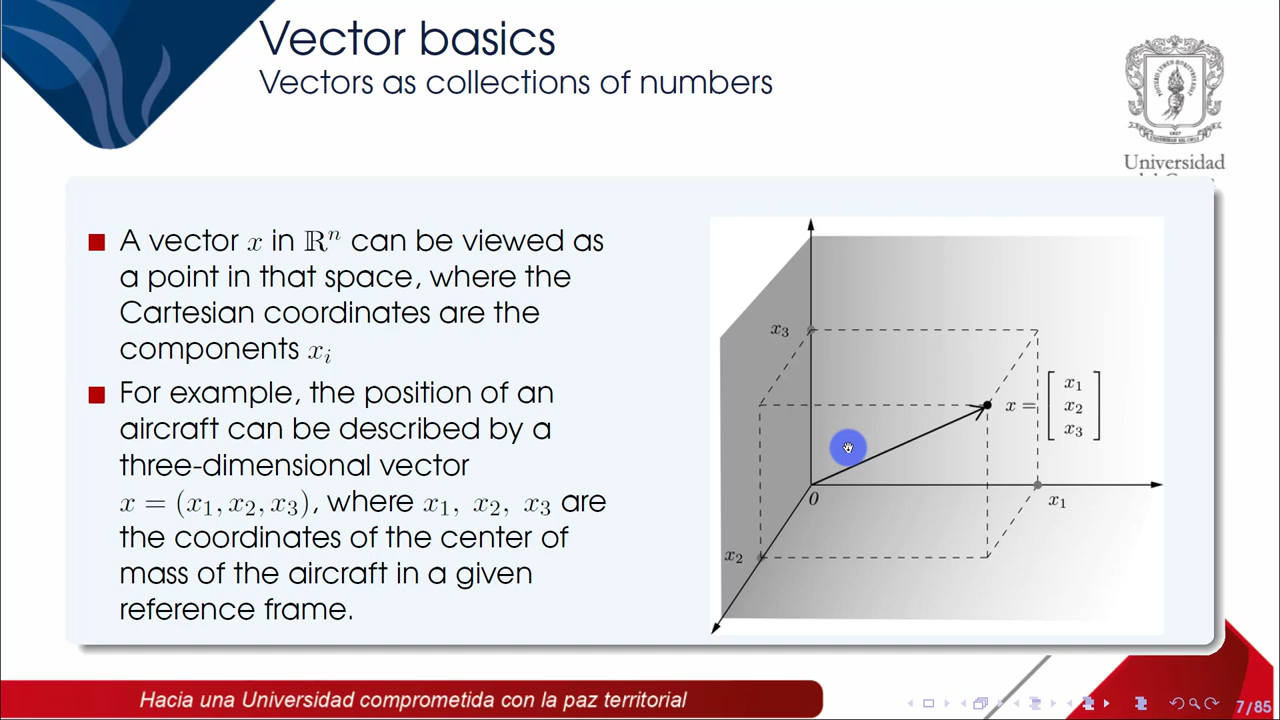 Vector basics
Vectors as collections of numbers
Universidad
A vector x in ℝⁿ can be viewed as
a point in that space, where the
Cartesian coordinates are the
components xᵢ
For example, the position of an
aircraft can be described by a
three-dimensional vector
x = (x₁, x₂, x₃), where x₁, x₂, x₃ are
the coordinates of the center of
mass of the aircraft in a given
reference frame.
x₃
x = [ x₁
x₂
x₃ ]
0
x₁
x₂
Hacia una Universidad comprometida con la paz territorial
7/85